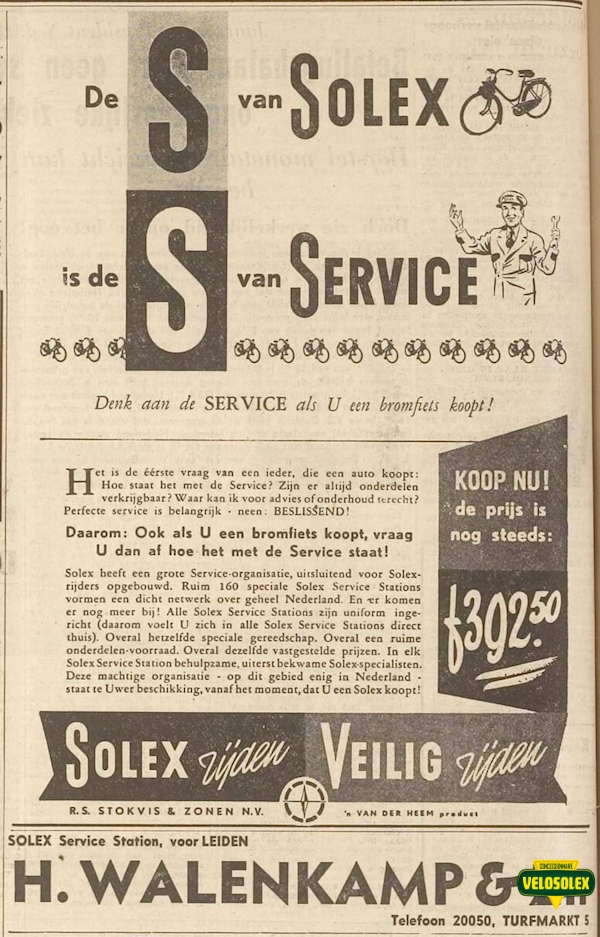 De S van SOLEX
is de S van SERVICE
Denk aan de SERVICE als U een bromfiets koopt!
Het is de éérste vraag van een ieder, die een auto koopt:
Hoe staat het met de Service? Zijn er altijd onderdelen
verkrijgbaar? Waar kan ik voor advies of onderhoud terecht?
Perfecte service is belangrijk - neen: BESLISSEND!
Daarom: Ook als U een bromfiets koopt, vraag
U dan af hoe het met de Service staat!
Solex heeft een grote Service-organisatie, uitsluitend voor Solex-
rijders opgebouwd. Ruim 160 speciale Solex Service Stations
vormen een dicht netwerk over geheel Nederland. En er komen
er nog meer bij! Alle Solex Service Stations zijn uniform inge-
richt (daarom voelt U zich in alle Solex Service Stations direct
thuis). Overal hetzelfde speciale gereedschap. Overal een ruime
onderdelen-voorraad. Overal dezelfde vastgestelde prijzen. In elk
Solex Service Station behulpzame, uiterst bekwame Solex-specialisten.
Deze machtige organisatie - op dit gebied enig in Nederland -
staat te Uwer beschikking, vanaf het moment, dat U een Solex koopt!
KOOP NU!
de prijs is
nog steeds:
f392.50
SOLEX rijden VEILIG rijden
R.S. STOKVIS & ZONEN N.V. 'n VAN DER HEEM product
SOLEX Service Station, voor LEIDEN
H. WALENKAMP &
CONCESSIONNAIRE
VELOSOLEX
Telefoon 20050, TURFMARKT 5